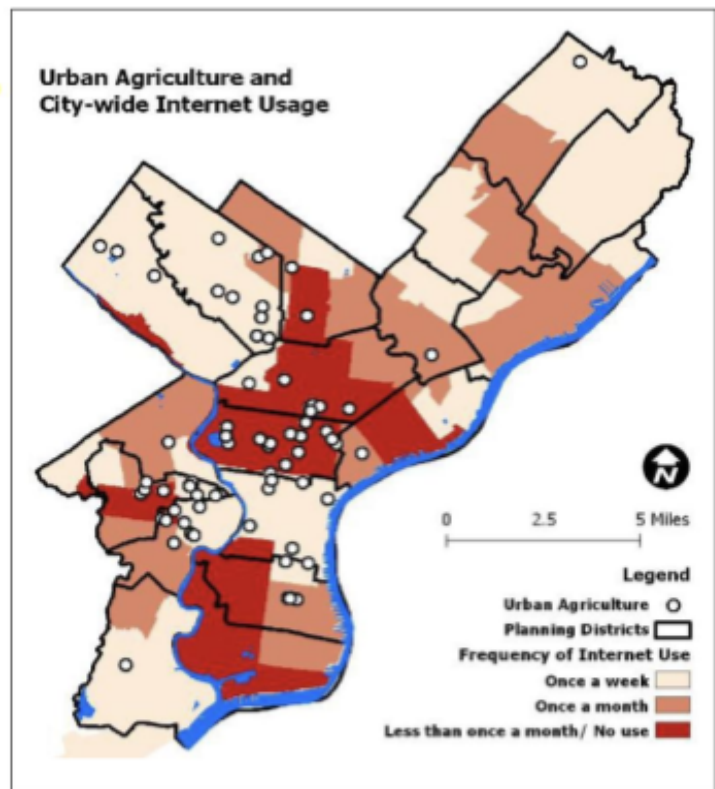 Urban Agriculture and
City-wide Internet Usage
N
0 2.5 5 Miles
Legend
Urban Agriculture
Planning Districts
Frequency of Internet Use
Once a week
Once a month
Less than once a month/ No use